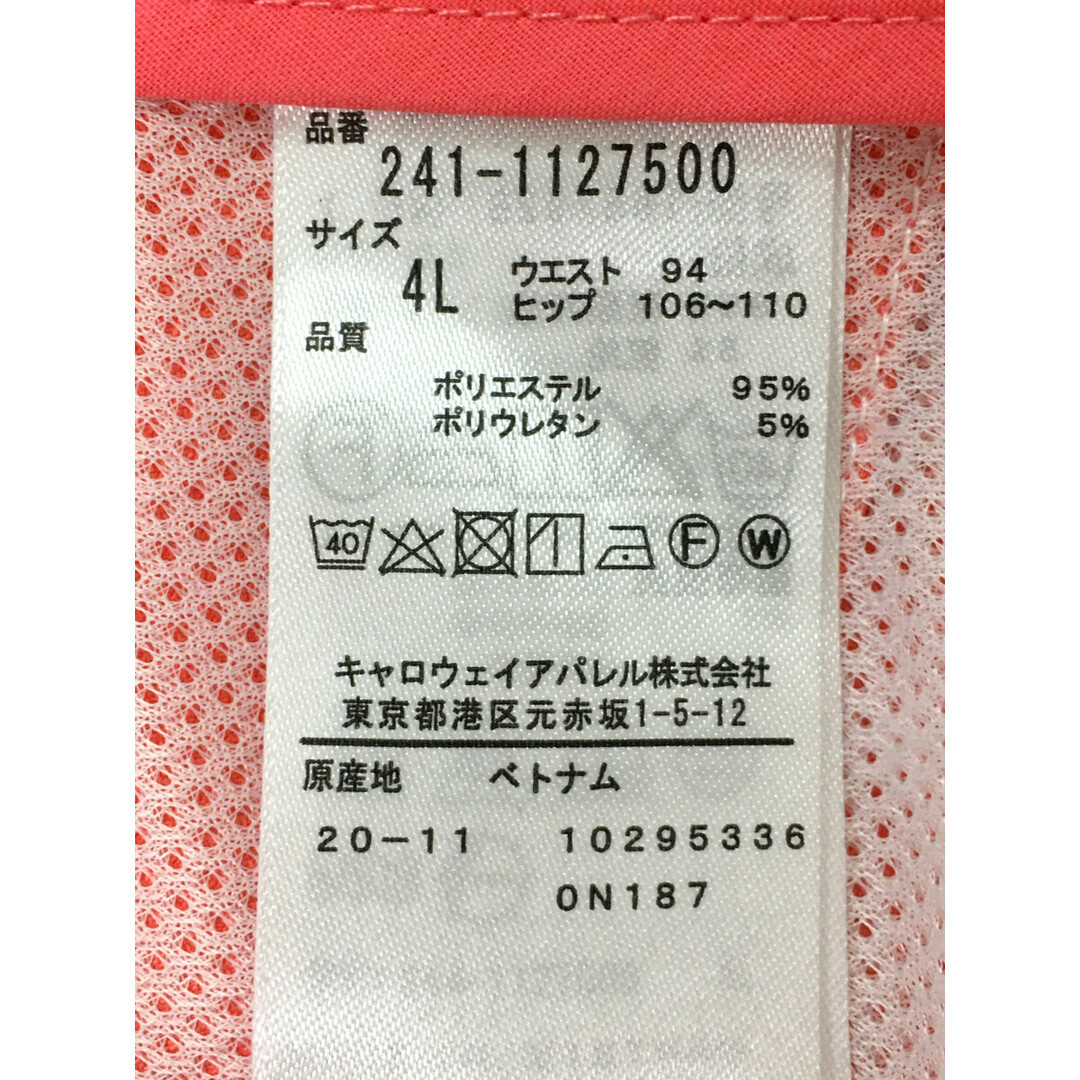 品番
241-1127500
サイズ
4L ウエスト 94
ヒップ 106~110
品質
ポリエステル 95%
ポリウレタン 5%
40 F W
キャロウェイアパレル株式会社
東京都港区元赤坂1-5-12
原産地 ベトナム
20-11 10295336
0N187